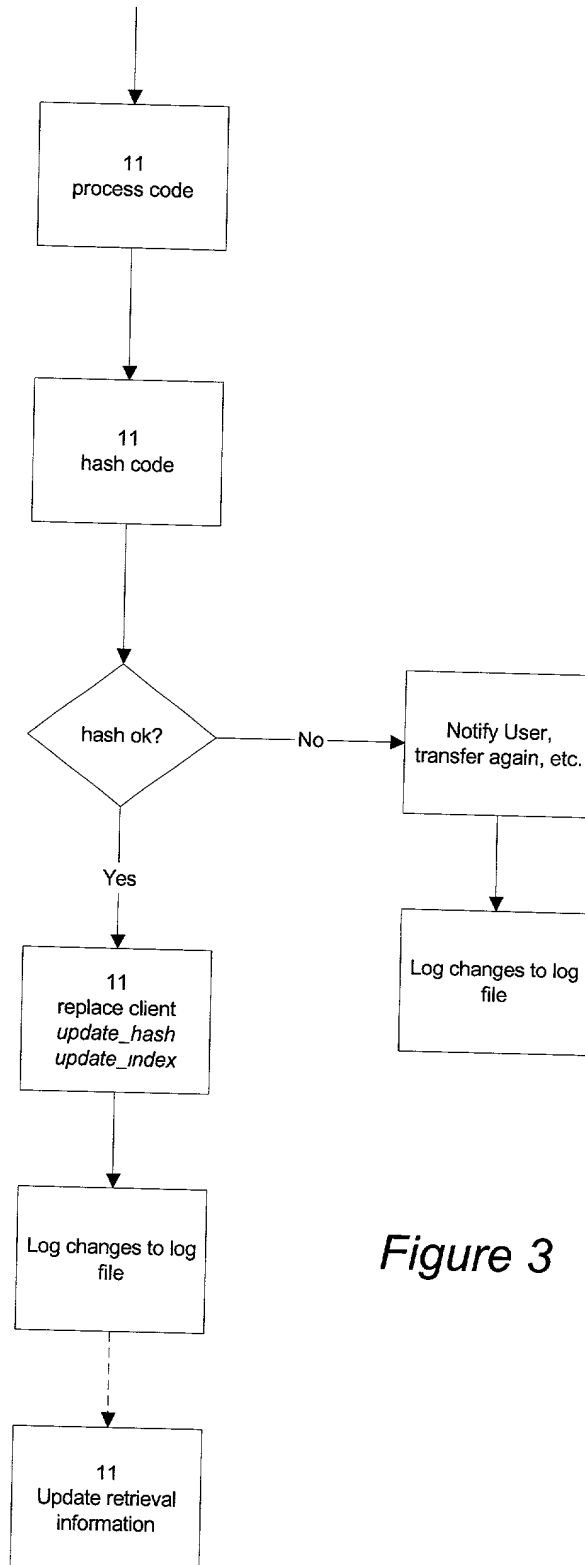 11
process code
11
hash code
hash ok?
No
Notify User,
transfer again, etc.
Yes
11
replace client
update_hash
update_index
Log changes to log
file
Log changes to log
file
Figure 3
11
Update retrieval
information